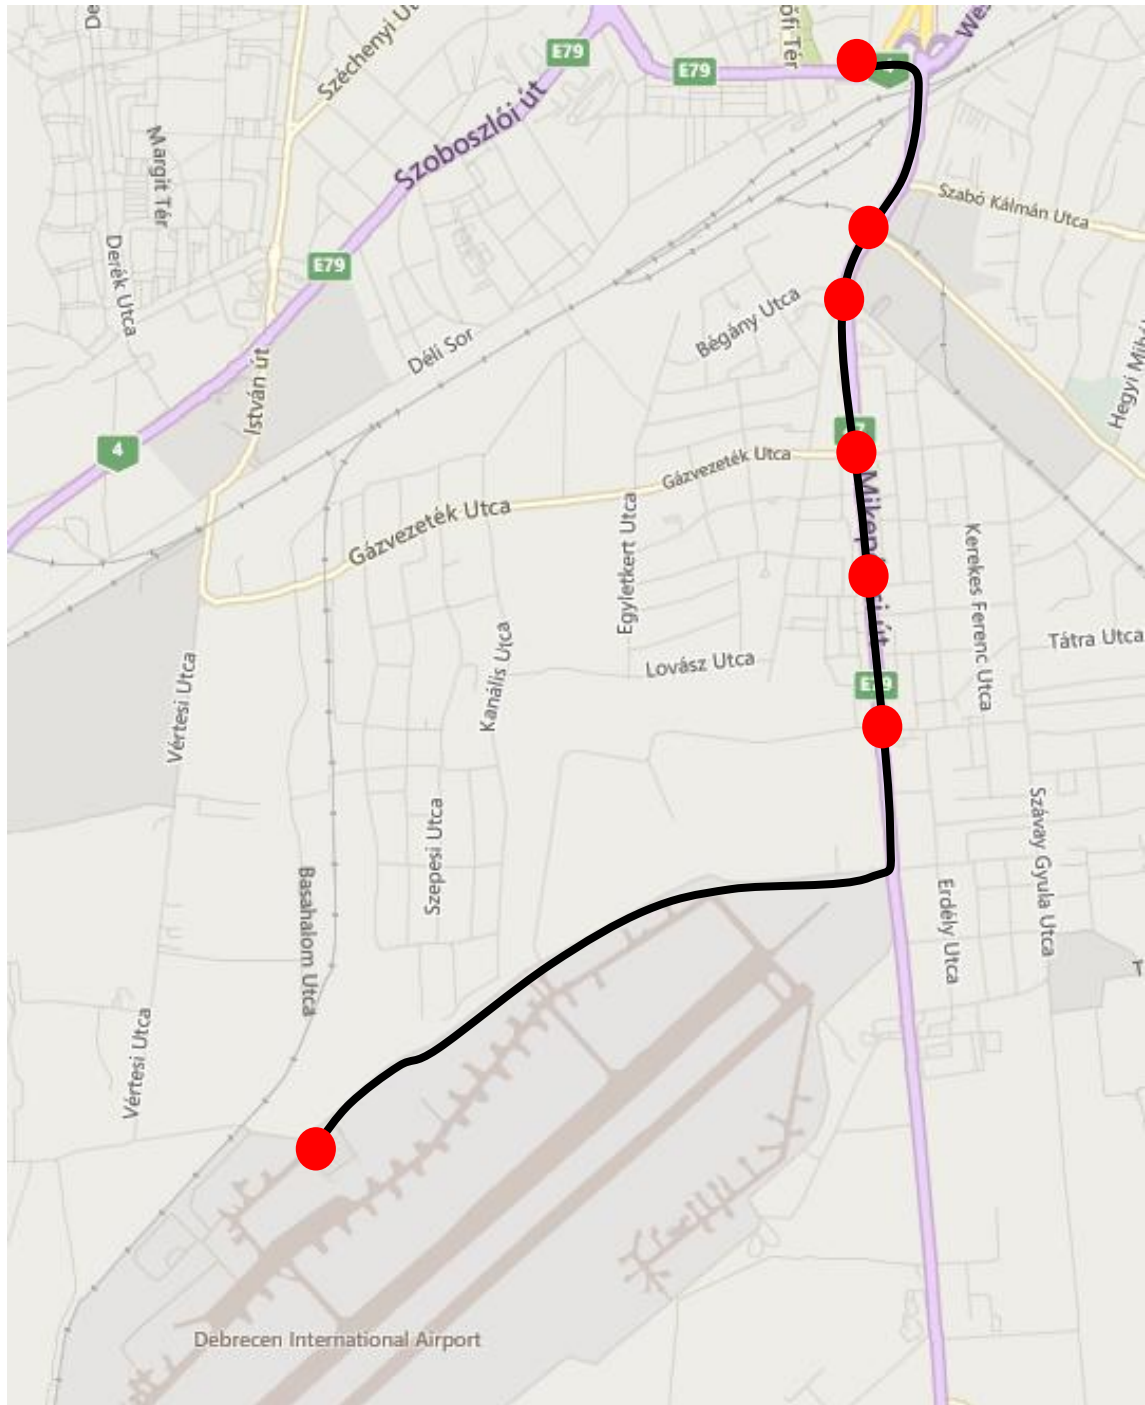 E79
Széchenyi Ut
E79
Szoboszlói út
Margit Tér
Derék Utca
E79
István út
4
Déli Sor
Szabó Kálmán Utca
Bégány Utca
Gázvezeték Utca
Gázvezeték Utca
Egyletkert Utca
Kerekes Ferenc Utca
Tátra Utca
Lovász Utca
Kanális Utca
Vértesi Utca
Szepesi Utca
Szávay Gyula Utca
Basahalom Utca
Erdély Utca
Vértesi Utca
Debrecen International Airport